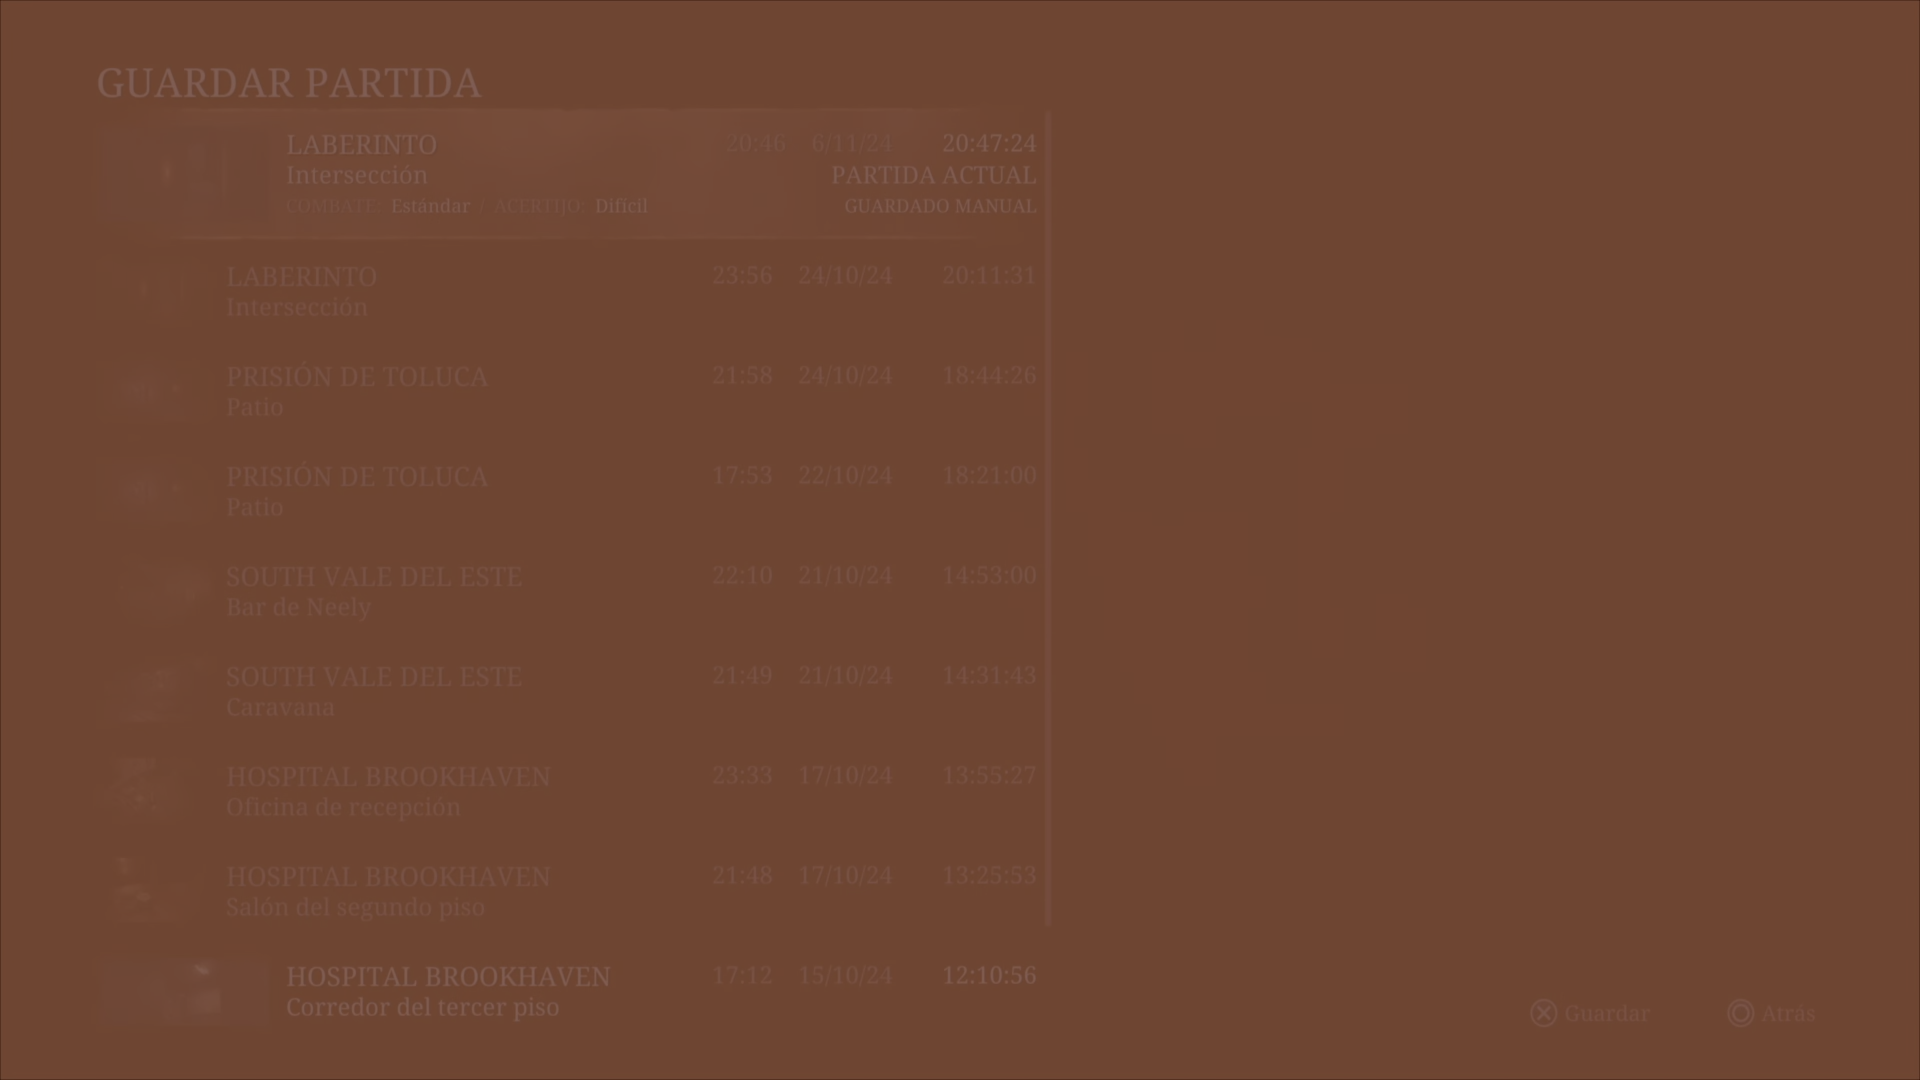 GUARDAR PARTIDA
LABERINTO 20:46 6/11/24 20:47:24
Intersección PARTIDA ACTUAL
COMBATE: Estándar / ACERTIJO: Difícil GUARDADO MANUAL
LABERINTO 23:56 24/10/24 20:11:31
Intersección
PRISIÓN DE TOLUCA 21:58 24/10/24 18:44:26
Patio
PRISIÓN DE TOLUCA 17:53 22/10/24 18:21:00
Patio
SOUTH VALE DEL ESTE 22:10 21/10/24 14:53:00
Bar de Neely
SOUTH VALE DEL ESTE 21:49 21/10/24 14:31:43
Caravana
HOSPITAL BROOKHAVEN 23:33 17/10/24 13:55:27
Oficina de recepción
HOSPITAL BROOKHAVEN 21:48 17/10/24 13:25:53
Salón del segundo piso
HOSPITAL BROOKHAVEN 17:12 15/10/24 12:10:56
Corredor del tercer piso
Guardar Atrás